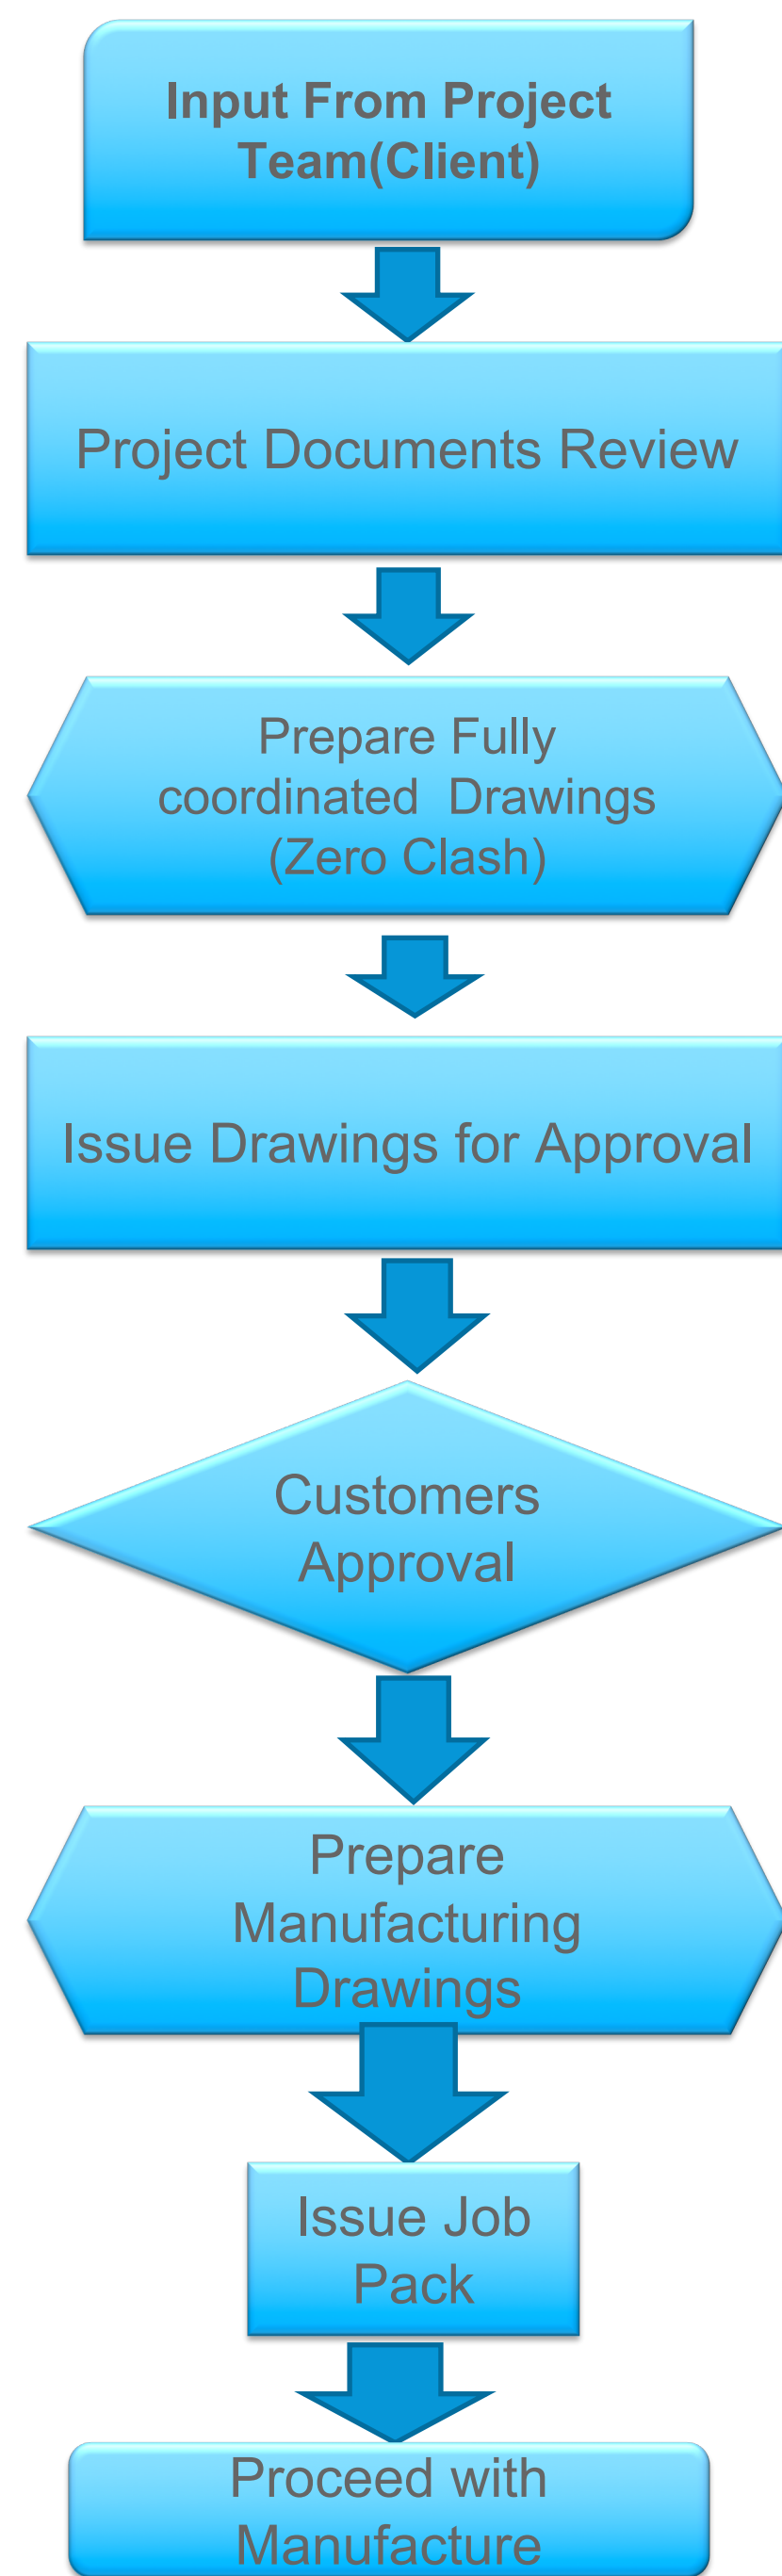 Input From Project
Team(Client)
Project Documents Review
Prepare Fully
coordinated  Drawings
(Zero Clash)
Issue Drawings for Approval
Customers
Approval
Prepare
Manufacturing
Drawings
Issue Job
Pack
Proceed with
Manufacture